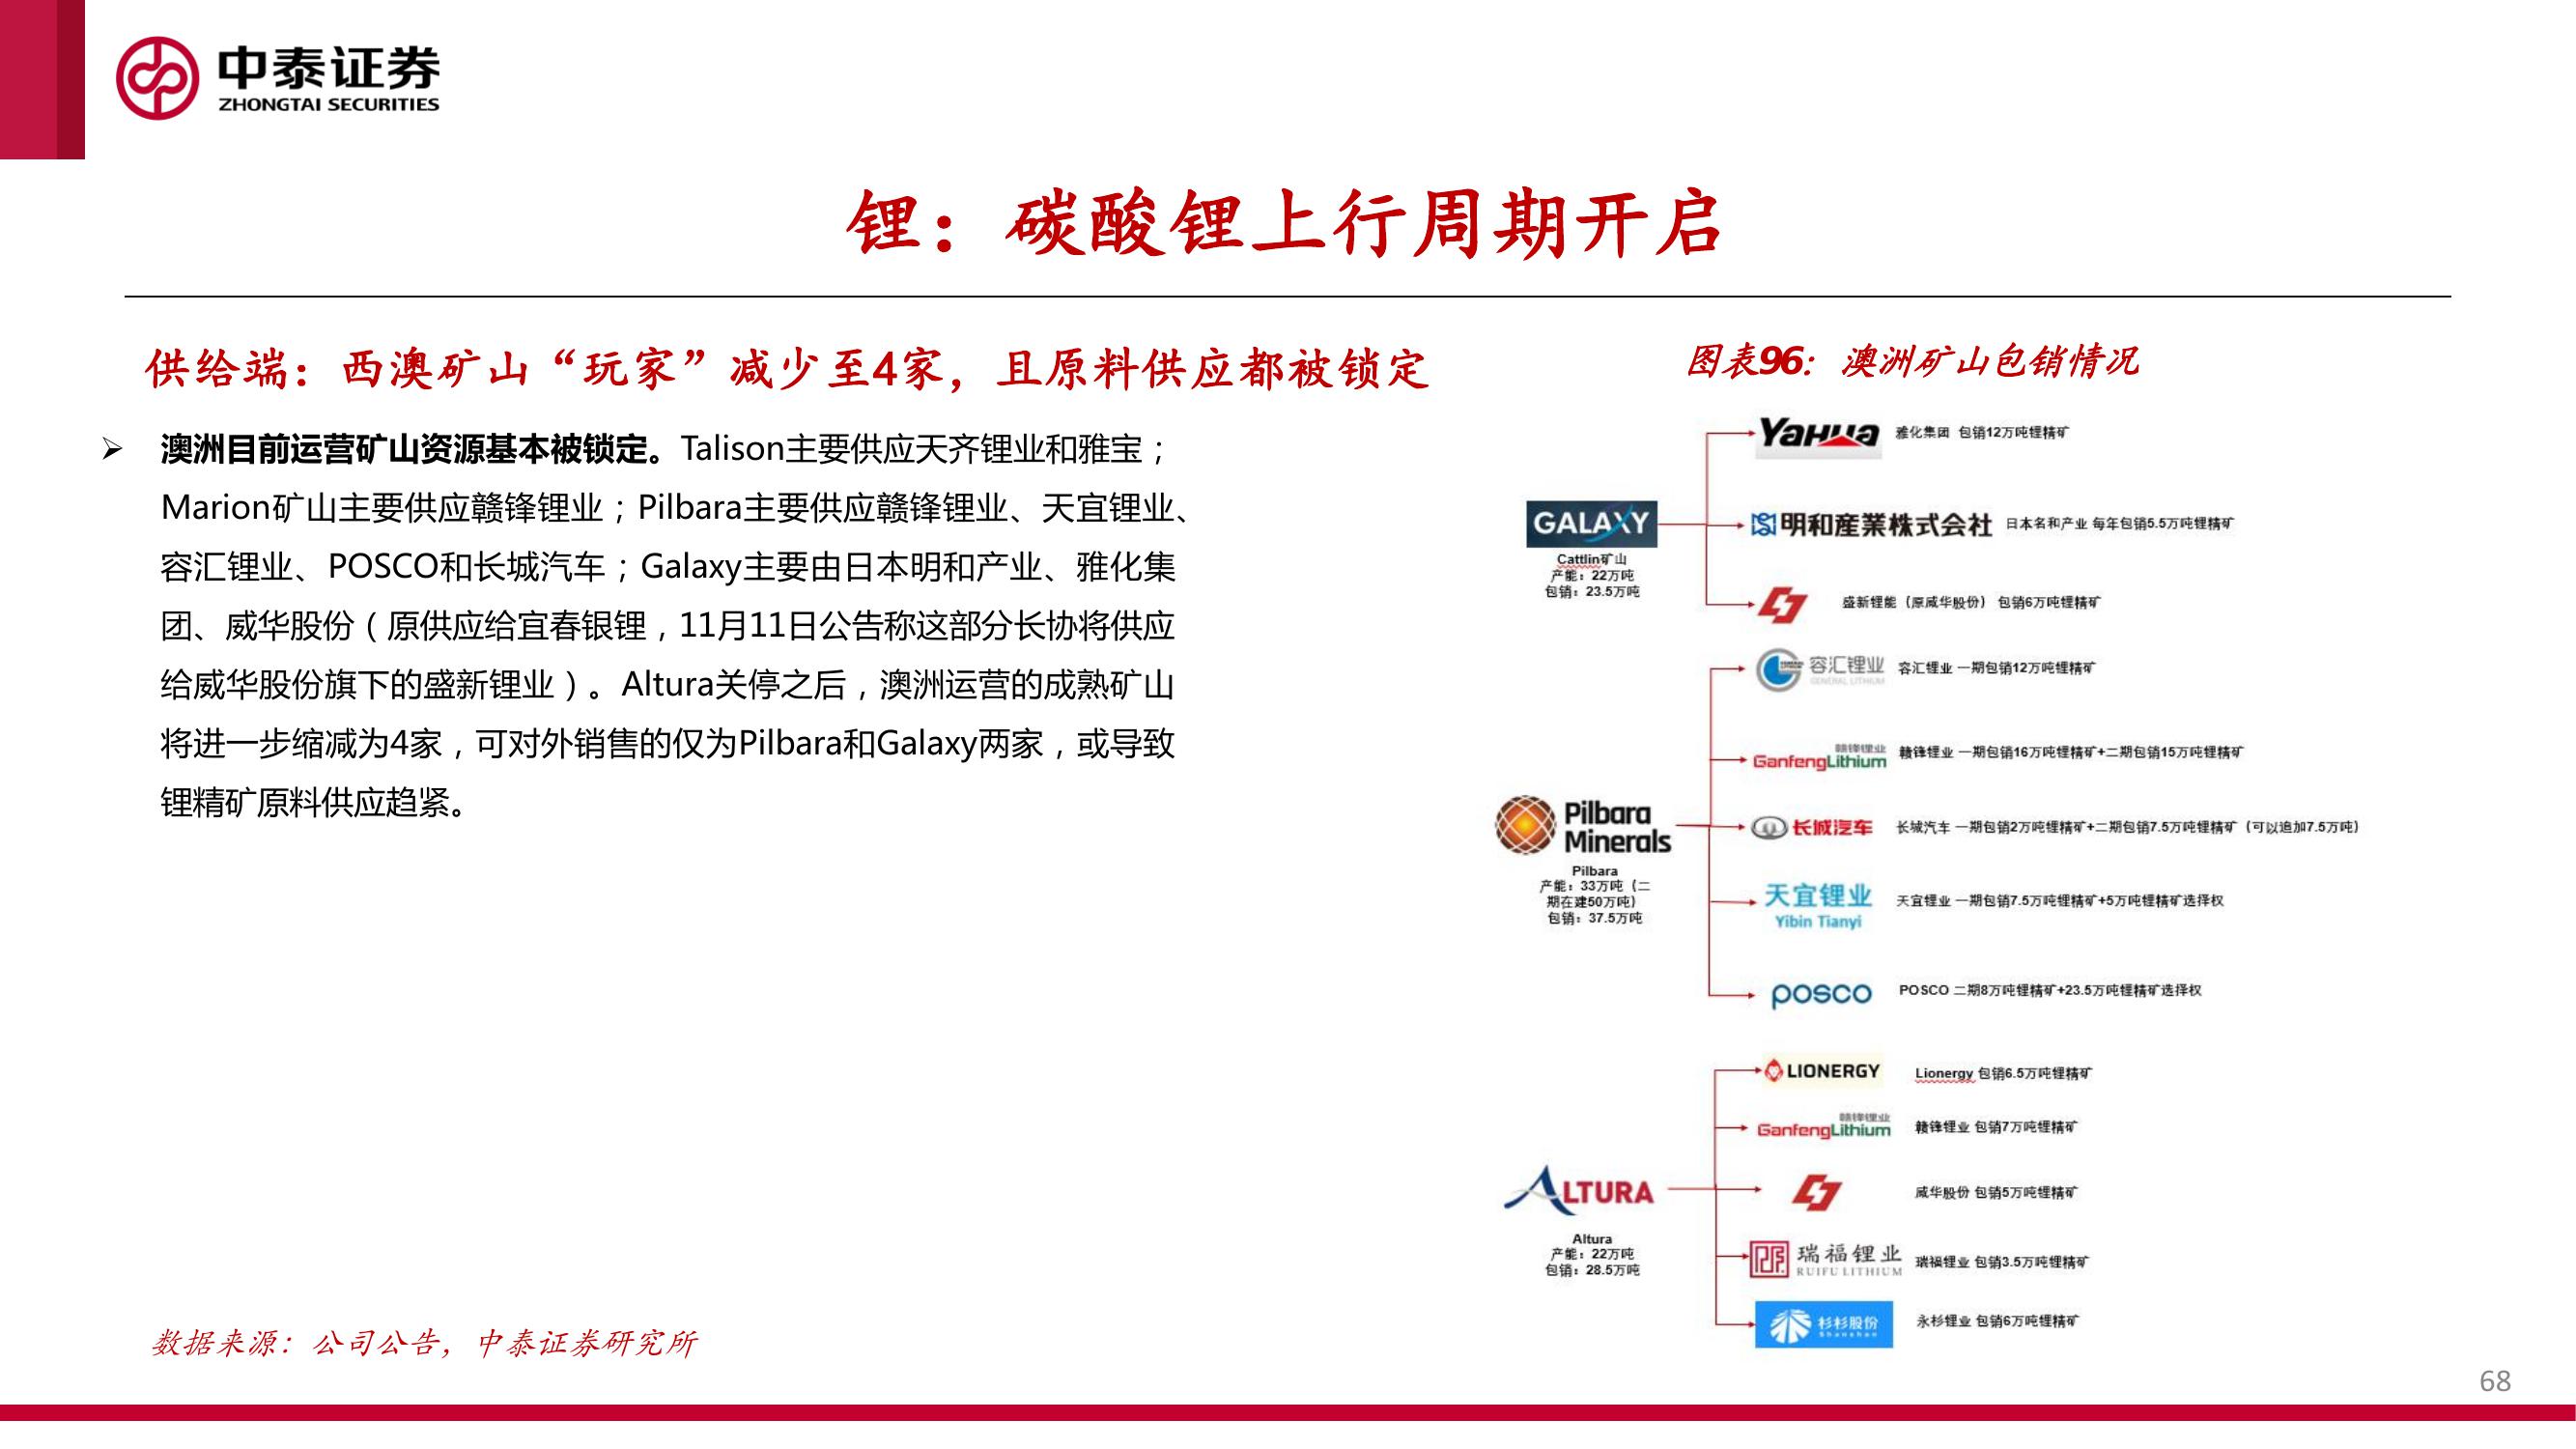 中泰证券
ZHONGTAI SECURITIES
锂：碳酸锂上行周期开启
供给端：西澳矿山“玩家”减少至4家，且原料供应都被锁定
➢ 澳洲目前运营矿山资源基本被锁定。Talison主要供应天齐锂业和雅宝；
Marion矿山主要供应赣锋锂业；Pilbara主要供应赣锋锂业、天宜锂业、
容汇锂业、POSCO和长城汽车；Galaxy主要由日本明和产业、雅化集
团、威华股份（原供应给宜春银锂，11月11日公告称这部分长协将供应
给威华股份旗下的盛新锂业）。Altura关停之后，澳洲运营的成熟矿山
将进一步缩减为4家，可对外销售的仅为Pilbara和Galaxy两家，或导致
锂精矿原料供应趋紧。
图表96：澳洲矿山包销情况
GALAXY
Cattlin矿山
产能：22万吨
包销：23.5万吨
Yahua 雅化集团 包销12万吨锂精矿
明和産業株式会社 日本名和产业 每年包销5.5万吨锂精矿
盛新锂能（原威华股份） 包销6万吨锂精矿
Pilbara
Minerals
Pilbara
产能：33万吨（二
期在建50万吨）
包销：37.5万吨
容汇锂业 容汇锂业 一期包销12万吨锂精矿
GENERAL LITHIUM
赣锋锂业
GanfengLithium 赣锋锂业 一期包销16万吨锂精矿+二期包销15万吨锂精矿
长城汽车 长城汽车 一期包销2万吨锂精矿+二期包销7.5万吨锂精矿（可以追加7.5万吨）
天宜锂业
Yibin Tianyi
天宜锂业 一期包销7.5万吨锂精矿+5万吨锂精矿选择权
posco POSCO 二期8万吨锂精矿+23.5万吨锂精矿选择权
ALTURA
Altura
产能：22万吨
包销：28.5万吨
LIONERGY Lionergy 包销6.5万吨锂精矿
赣锋锂业
GanfengLithium 赣锋锂业 包销7万吨锂精矿
威华股份 包销5万吨锂精矿
瑞福锂业
RUIFU LITHIUM
瑞福锂业 包销3.5万吨锂精矿
杉杉股份
Shanshan
永杉锂业 包销6万吨锂精矿
数据来源：公司公告，中泰证券研究所
68